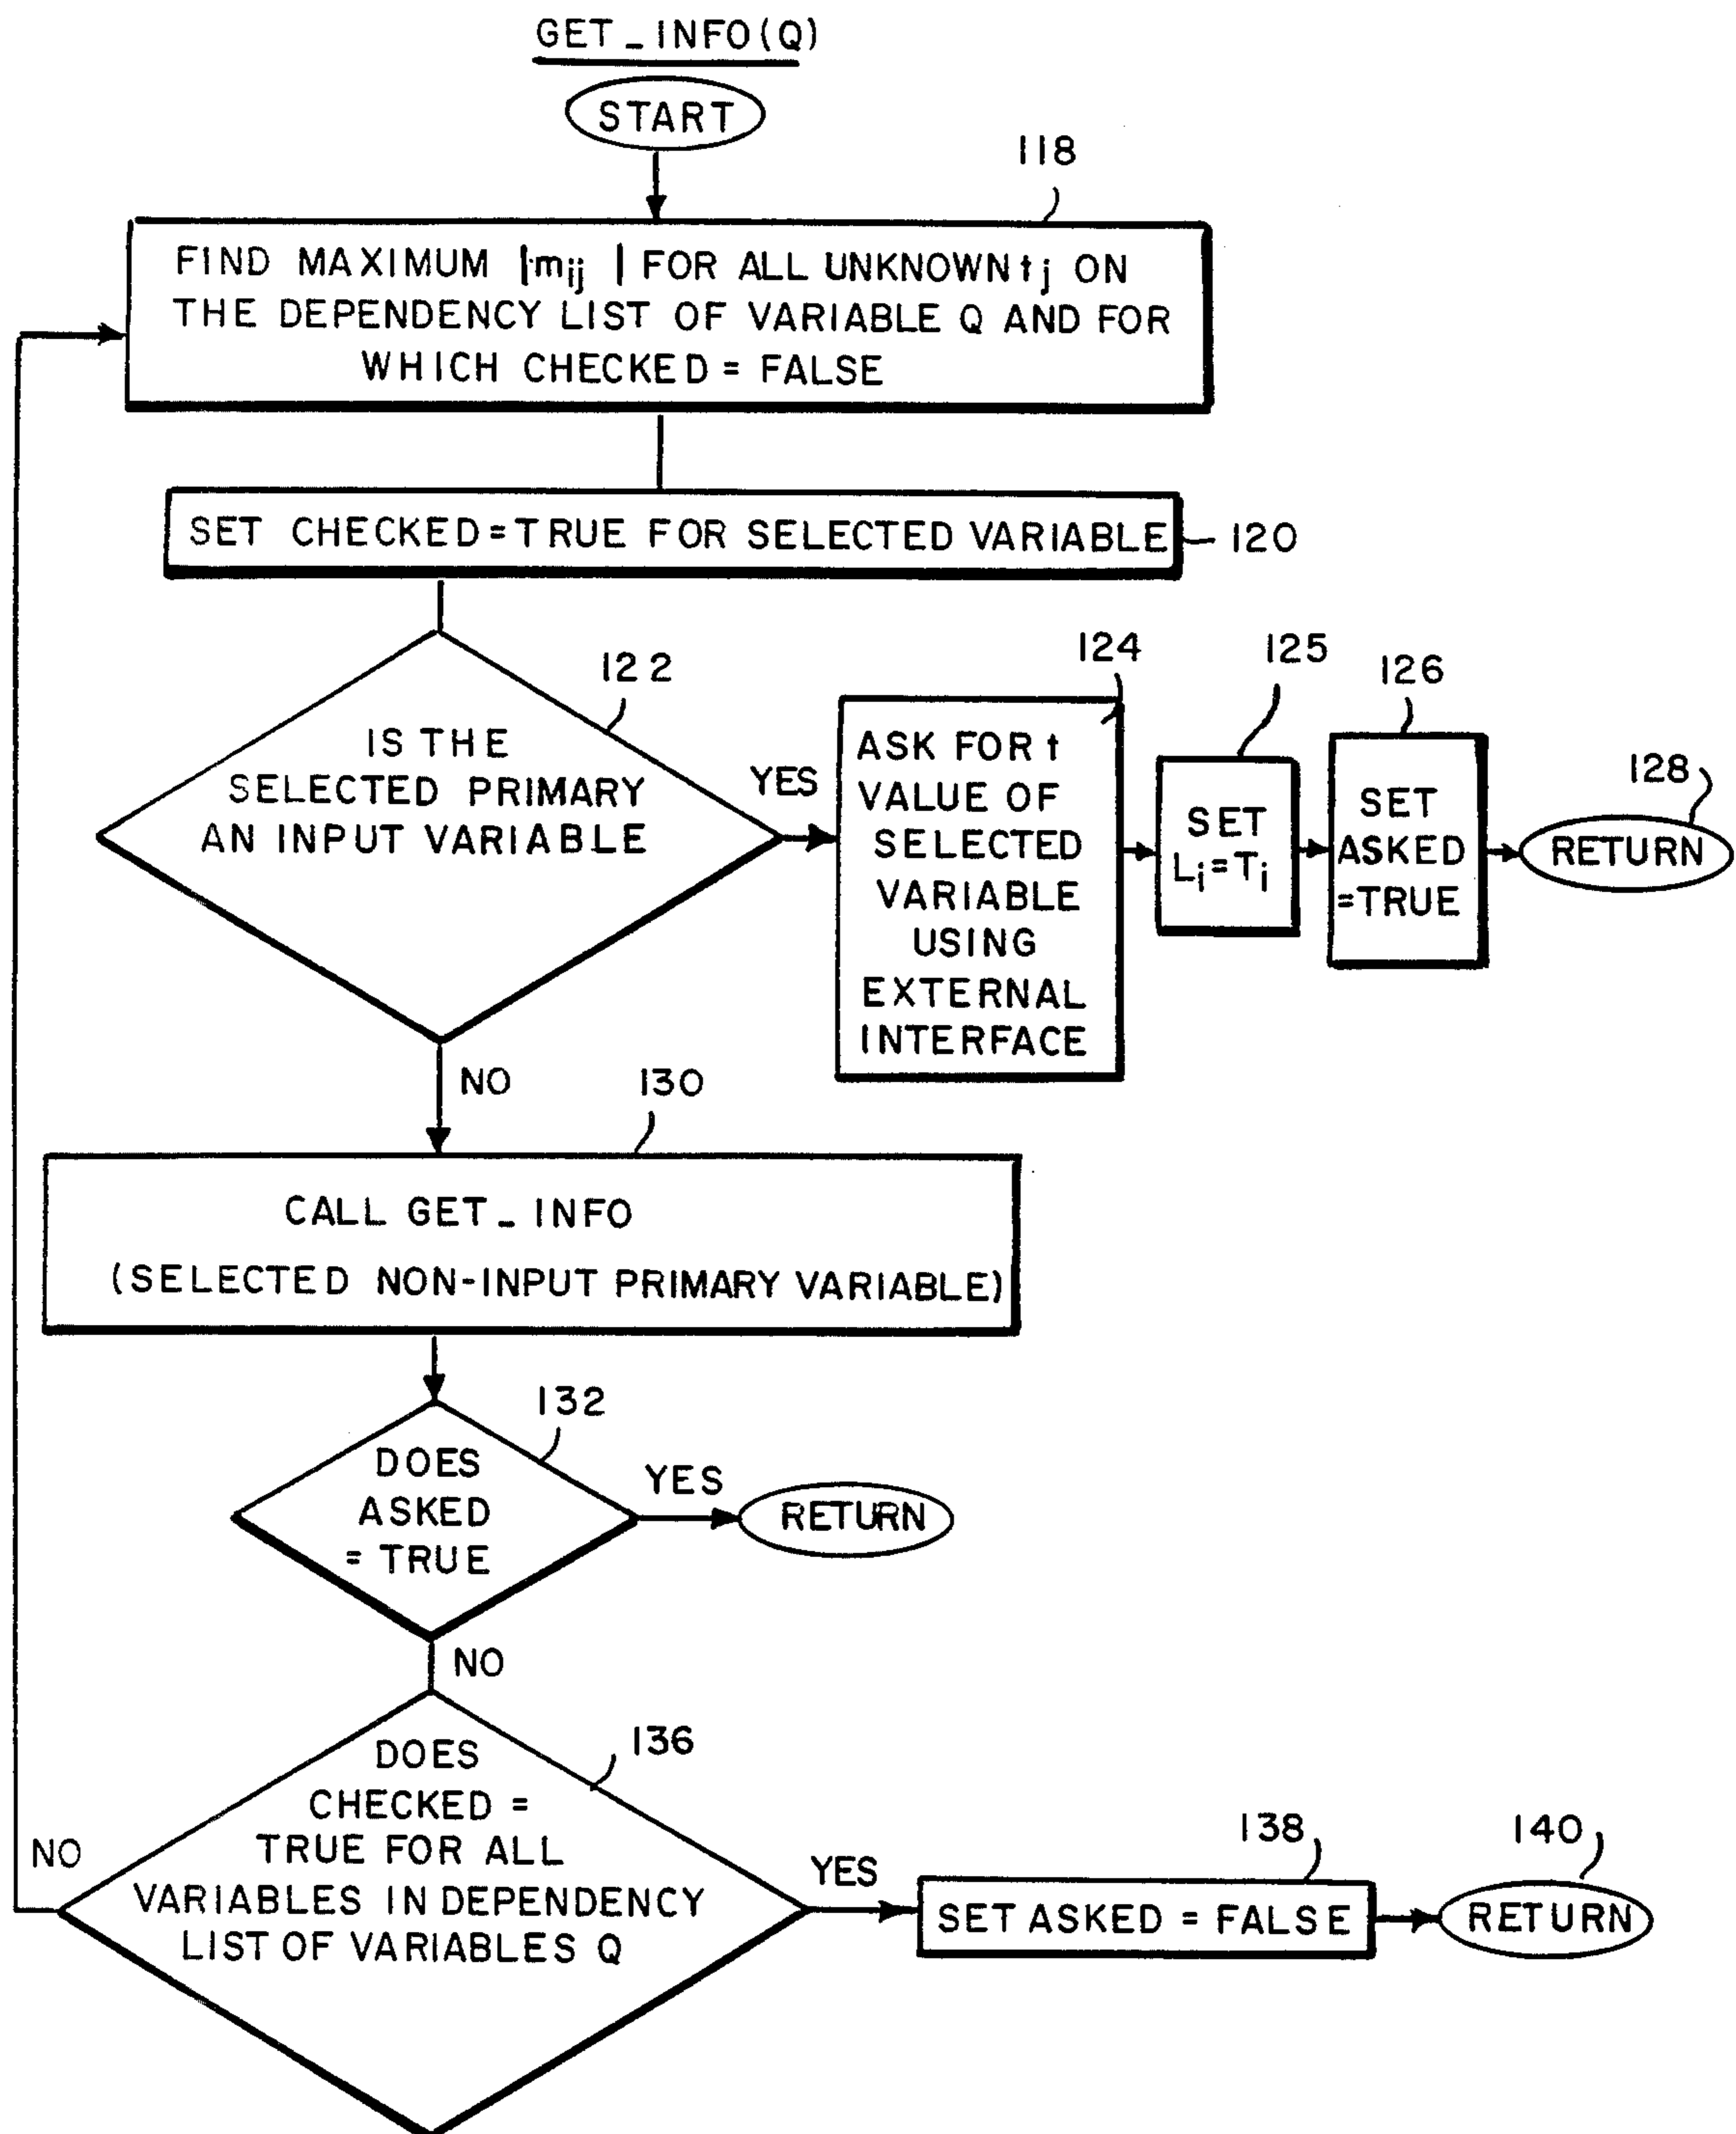 GET_INFO(Q)
START
118
FIND MAXIMUM |mij| FOR ALL UNKNOWN tj ON
THE DEPENDENCY LIST OF VARIABLE Q AND FOR
WHICH CHECKED = FALSE
SET CHECKED=TRUE FOR SELECTED VARIABLE
120
122
IS THE
SELECTED PRIMARY
AN INPUT VARIABLE
YES
124
ASK FOR t
VALUE OF
SELECTED
VARIABLE
USING
EXTERNAL
INTERFACE
125
SET
Li=Ti
126
SET
ASKED
=TRUE
128
RETURN
NO
130
CALL GET_INFO
(SELECTED NON-INPUT PRIMARY VARIABLE)
132
DOES
ASKED
= TRUE
YES
RETURN
NO
136
DOES
CHECKED =
TRUE FOR ALL
VARIABLES IN DEPENDENCY
LIST OF VARIABLES Q
NO
YES
138
SET ASKED = FALSE
140
RETURN